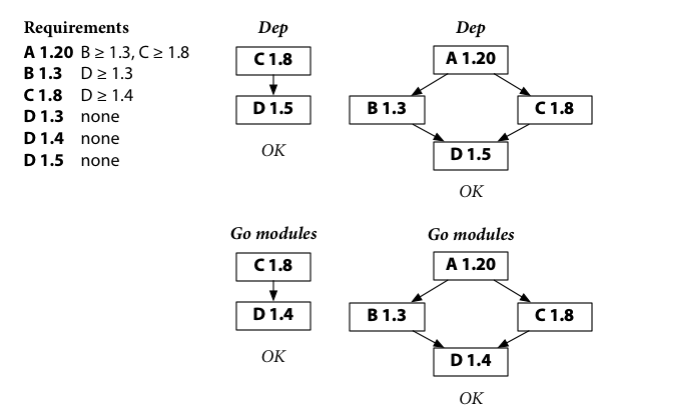 Requirements
A 1.20 B ≥ 1.3, C ≥ 1.8
B 1.3 D ≥ 1.3
C 1.8 D ≥ 1.4
D 1.3 none
D 1.4 none
D 1.5 none
Dep
C 1.8
D 1.5
OK
Dep
A 1.20
B 1.3 C 1.8
D 1.5
OK
Go modules
C 1.8
D 1.4
OK
Go modules
A 1.20
B 1.3 C 1.8
D 1.4
OK